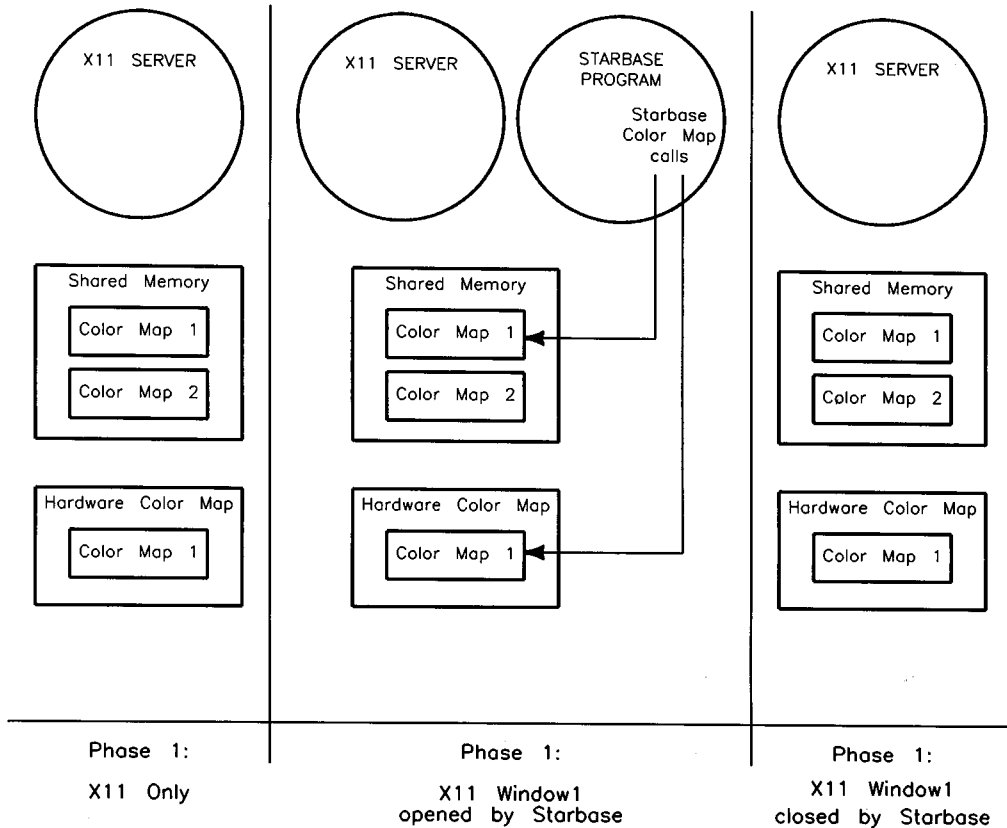 X11 SERVER
Shared Memory
Color Map 1
Color Map 2
Hardware Color Map
Color Map 1
Phase 1:
X11 Only
X11 SERVER
STARBASE
PROGRAM
Starbase
Color Map
calls
Shared Memory
Color Map 1
Color Map 2
Hardware Color Map
Color Map 1
Phase 1:
X11 Window1
opened by Starbase
X11 SERVER
Shared Memory
Color Map 1
Color Map 2
Hardware Color Map
Color Map 1
Phase 1:
X11 Window1
closed by Starbase